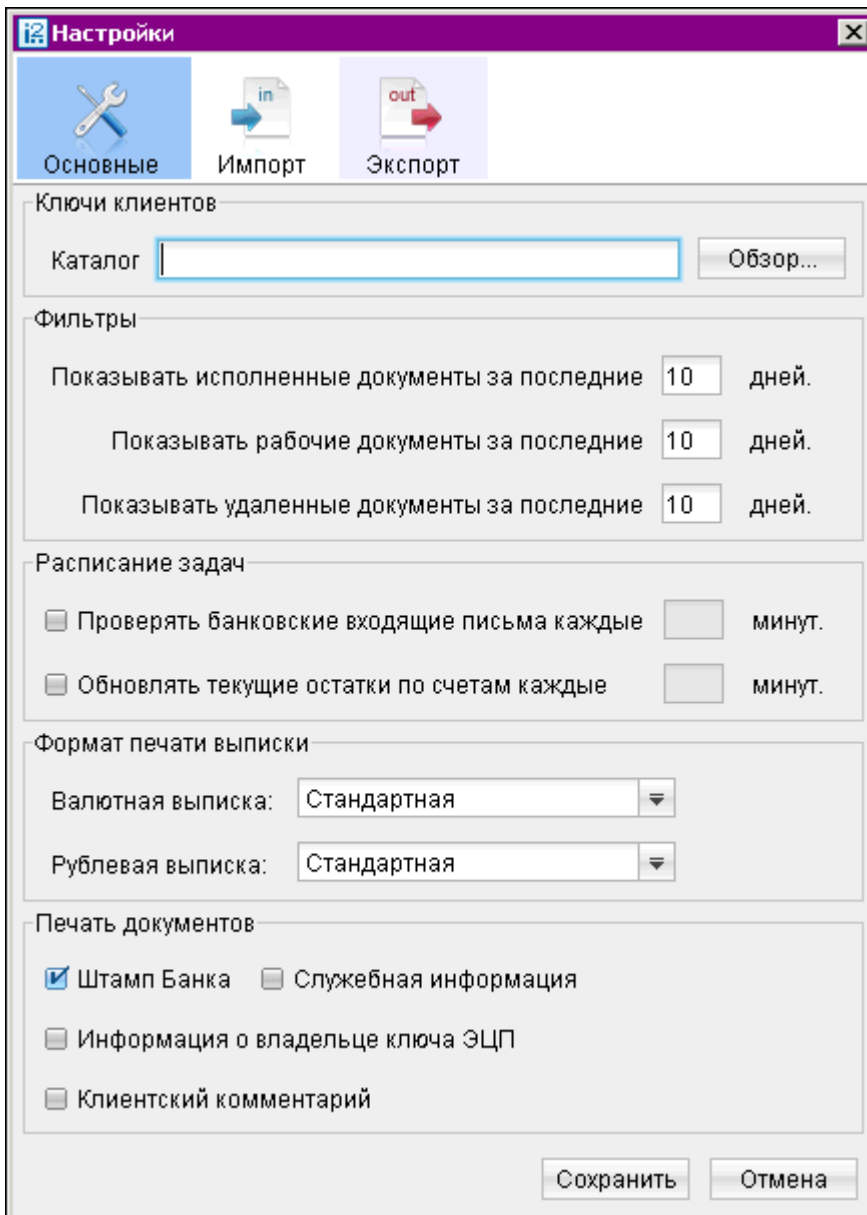 Настройки
in
out
Основные Импорт Экспорт
Ключи клиентов
Каталог Обзор...
Фильтры
Показывать исполненные документы за последние 10 дней.
Показывать рабочие документы за последние 10 дней.
Показывать удаленные документы за последние 10 дней.
Расписание задач
Проверять банковские входящие письма каждые минут.
Обновлять текущие остатки по счетам каждые минут.
Формат печати выписки
Валютная выписка: Стандартная
Рублевая выписка: Стандартная
Печать документов
Штамп Банка Служебная информация
Информация о владельце ключа ЭЦП
Клиентский комментарий
Сохранить Отмена